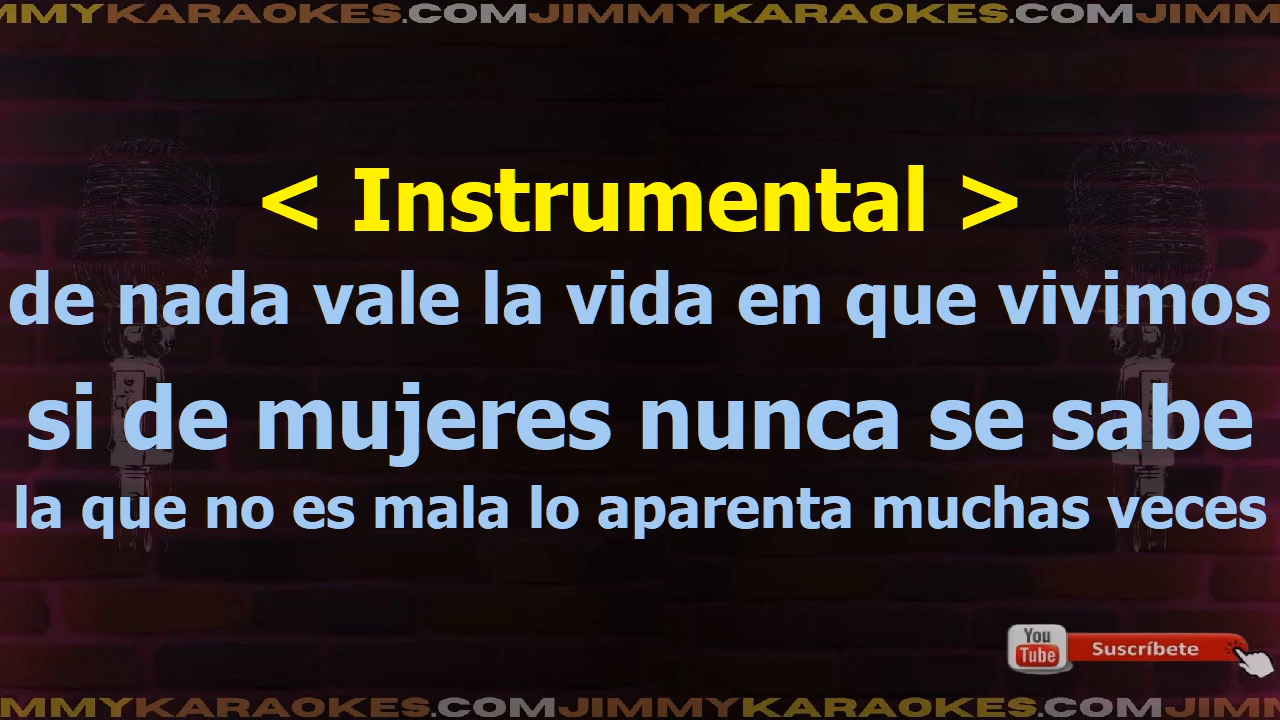 MMYKARAOKES.COMJIMMYKARAOKES.COMJIMM
< Instrumental >
de nada vale la vida en que vivimos
si de mujeres nunca se sabe
la que no es mala lo aparenta muchas veces
You
Tube
Suscríbete
MMYKARAOKES.COMJIMMYKARAOKES.COMJIMM